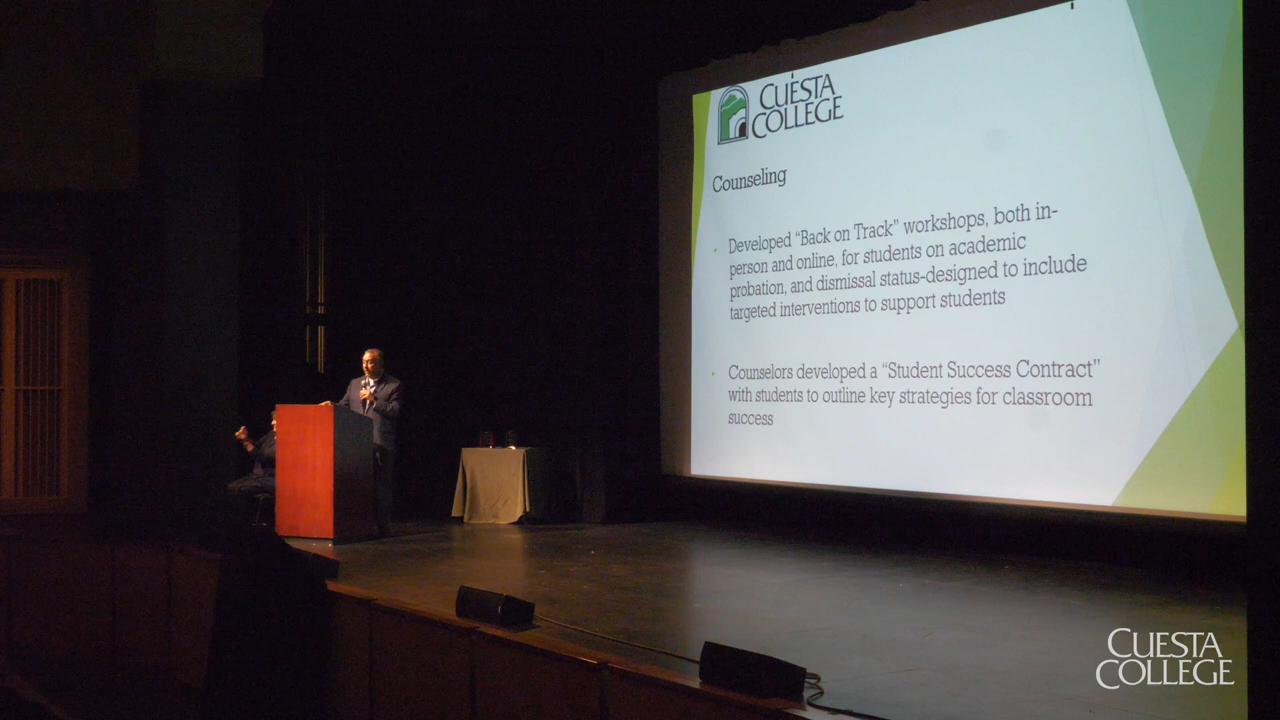 CUESTA
COLLEGE
Counseling
Developed “Back on Track” workshops, both in-
person and online, for students on academic
probation, and dismissal status-designed to include
targeted interventions to support students
Counselors developed a “Student Success Contract”
with students to outline key strategies for classroom
success
CUESTA
COLLEGE